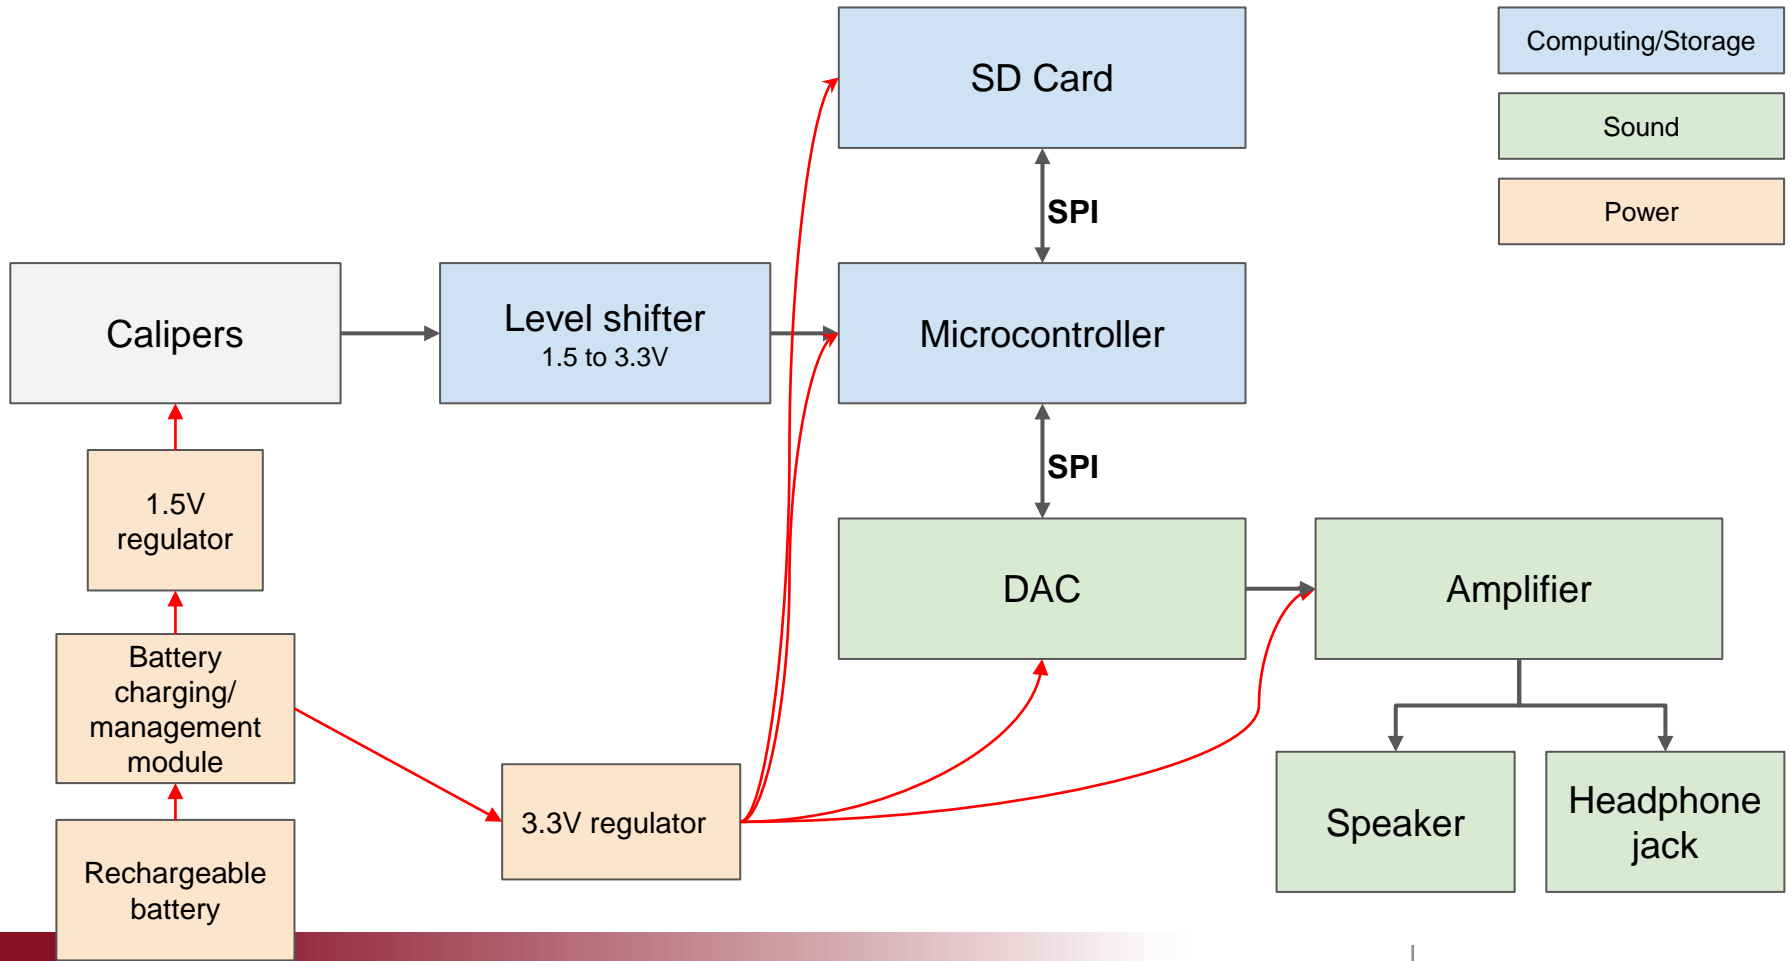 SD Card
Computing/Storage
Sound
Power
SPI
Calipers
Level shifter
1.5 to 3.3V
Microcontroller
SPI
1.5V
regulator
DAC
Amplifier
Battery
charging/
management
module
3.3V regulator
Speaker
Headphone
jack
Rechargeable
battery